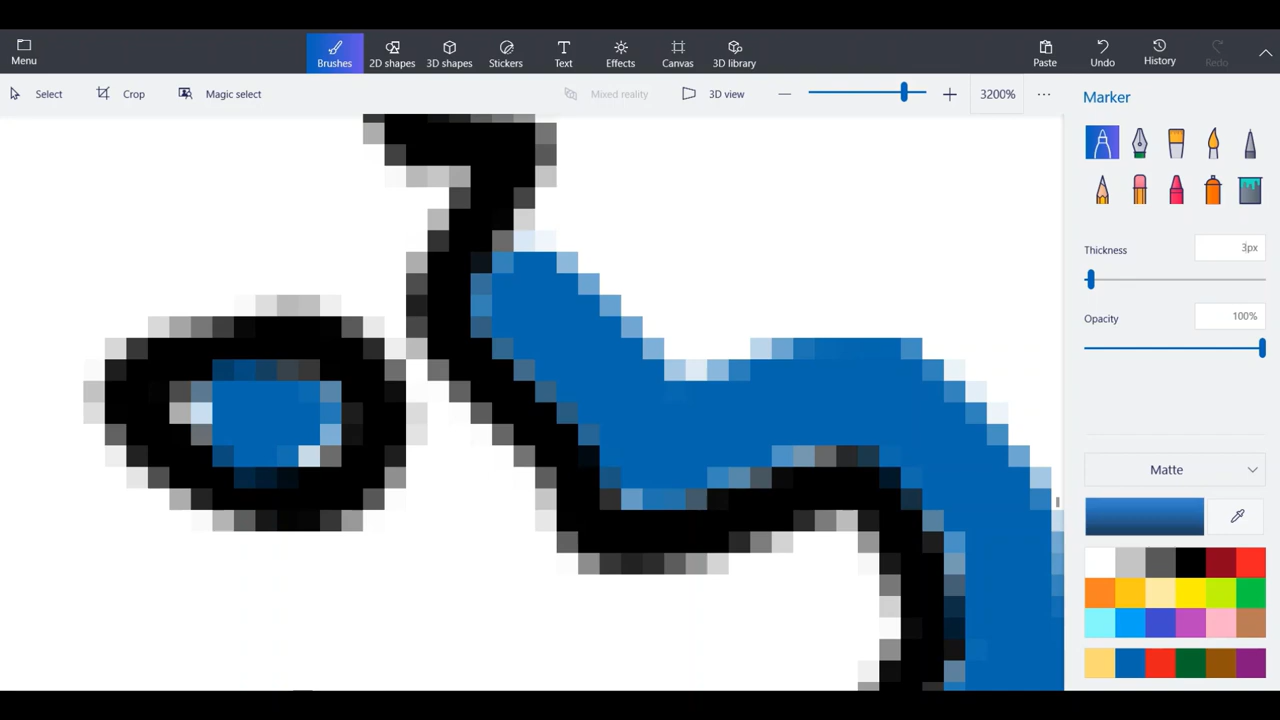 Menu
Brushes
2D shapes
3D shapes
Stickers
Text
Effects
Canvas
3D library
Paste
Undo
History
Redo
Select
Crop
Magic select
Mixed reality
3D view
3200%
Marker
Thickness
3px
Opacity
100%
Matte